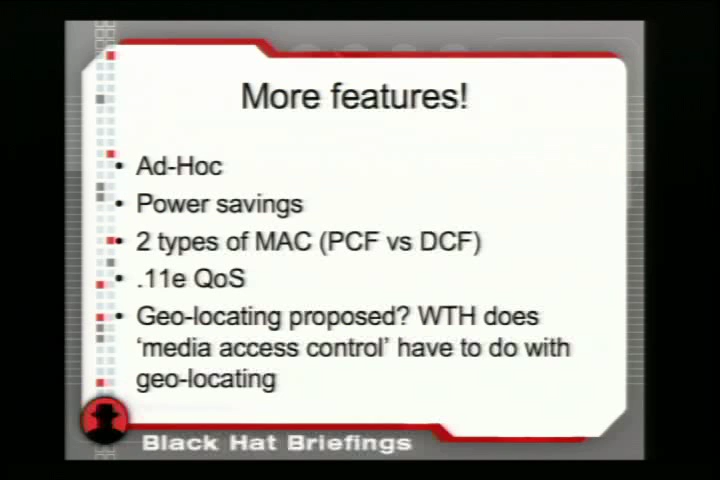 More features!
• Ad-Hoc
• Power savings
• 2 types of MAC (PCF vs DCF)
• .11e QoS
• Geo-locating proposed? WTH does
‘media access control’ have to do with
geo-locating
Black Hat Briefings